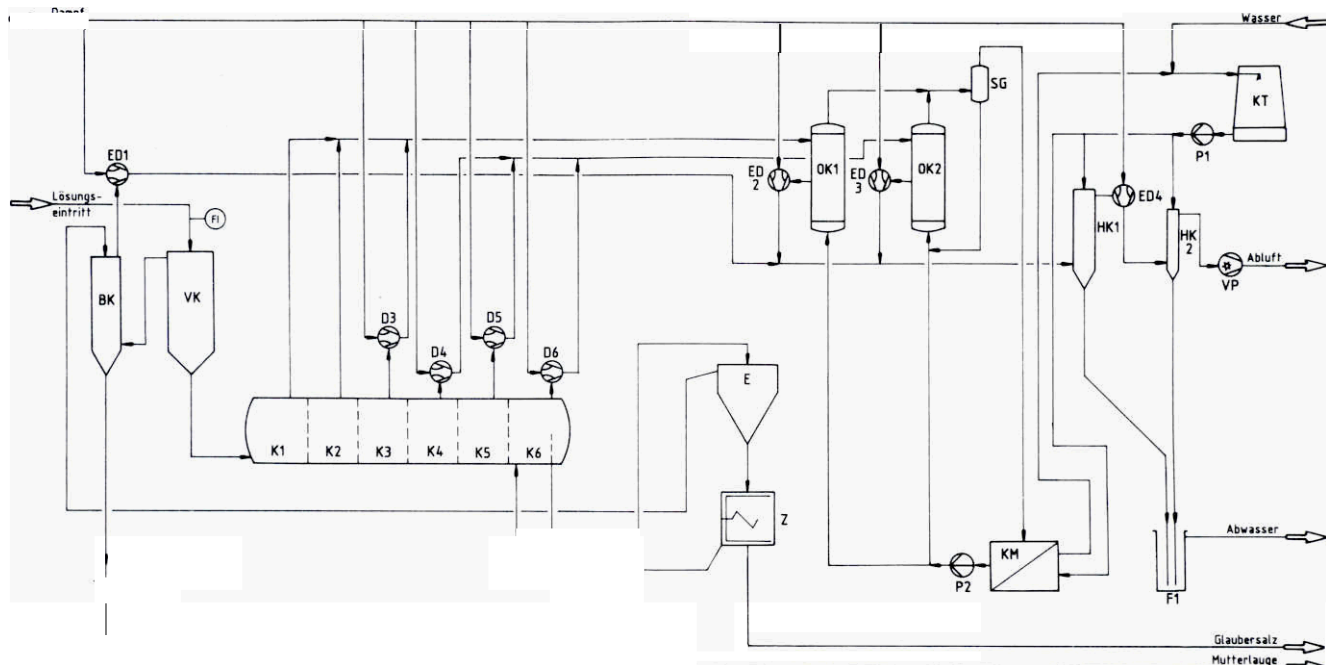 Dampf
Wasser
SG
KT
P1
ED1
ED
2
OK1
ED
3
OK2
ED4
Lösungs-
eintritt
FI
HK1
HK
2
Abluft
VP
BK
VK
D3
D5
D4
D6
E
K1
K2
K3
K4
K5
K6
Z
KM
P2
Abwasser
F1
Glaubersalz
Mutterlauge